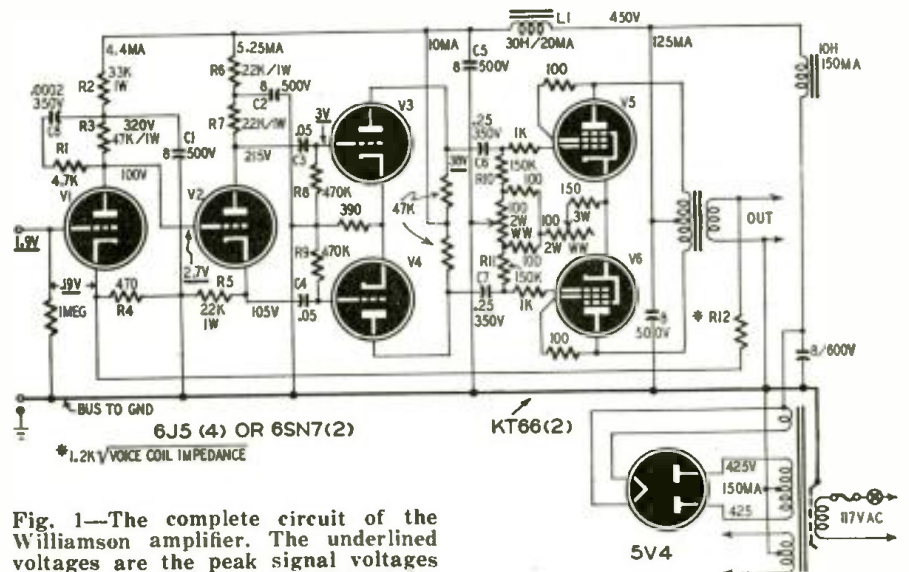 L1
450V
30H/20MA
4.4MA
5.25MA
10MA
C5
8
500V
125MA
10H
150MA
33K
1W
R2
R6
22K/1W
8
500V
C2
100
V5
.0002
350V
C8
R3
320V
47K/1W
C1
8
500V
R7
22K/1W
3V
V3
.25
350V
C6
1K
R1
4.7K
100V
215V
.05
C3
R8
470K
R10
150K
100
150
3W
V1
V2
47K
100
2W
WW
100
2W
WW
OUT
390
1.9V
2.7V
R9
470K
V4
R11
100
150K
V6
.19V
470
R4
R5
22K
1W
105V
C4
.05
C7
.25
350V
1K
8
500V
* R12
1MEG
100
8/600V
BUS TO GND
6J5 (4) OR 6SN7(2)
KT66(2)
*1.2K√VOICE COIL IMPEDANCE
425V
150MA
425
117VAC
5V4
Fig. 1—The complete circuit of the
Williamson amplifier. The underlined
voltages are the peak signal voltages